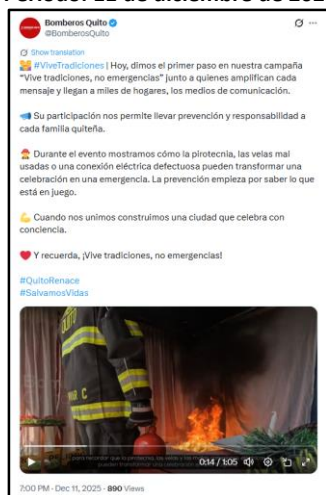 Bomberos Quito
@BomberosQuito
Show translation
#ViveTradiciones | Hoy, dimos el primer paso en nuestra campaña
“Vive tradiciones, no emergencias” junto a quienes amplifican cada
mensaje y llegan a miles de hogares, los medios de comunicación.
Su participación nos permite llevar prevención y responsabilidad a
cada familia quiteña.
Durante el evento mostramos cómo la pirotecnia, las velas mal
usadas o una conexión eléctrica defectuosa pueden transformar una
celebración en una emergencia. La prevención empieza por saber lo que
está en juego.
Cuando nos unimos construimos una ciudad que celebra con
conciencia.
Y recuerda, ¡Vive tradiciones, no emergencias!
#QuitoRenace
#SalvamosVidas
0:14 / 1:05
7:00 PM · Dec 11, 2025 · 890 Views